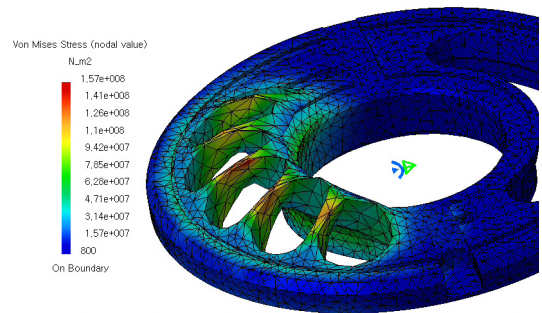 Von Mises Stress (nodal value)
N_m2
1,57e+008
1,41e+008
1,26e+008
1,1e+008
9,42e+007
7,85e+007
6,28e+007
4,71e+007
3,14e+007
1,57e+007
800
On Boundary